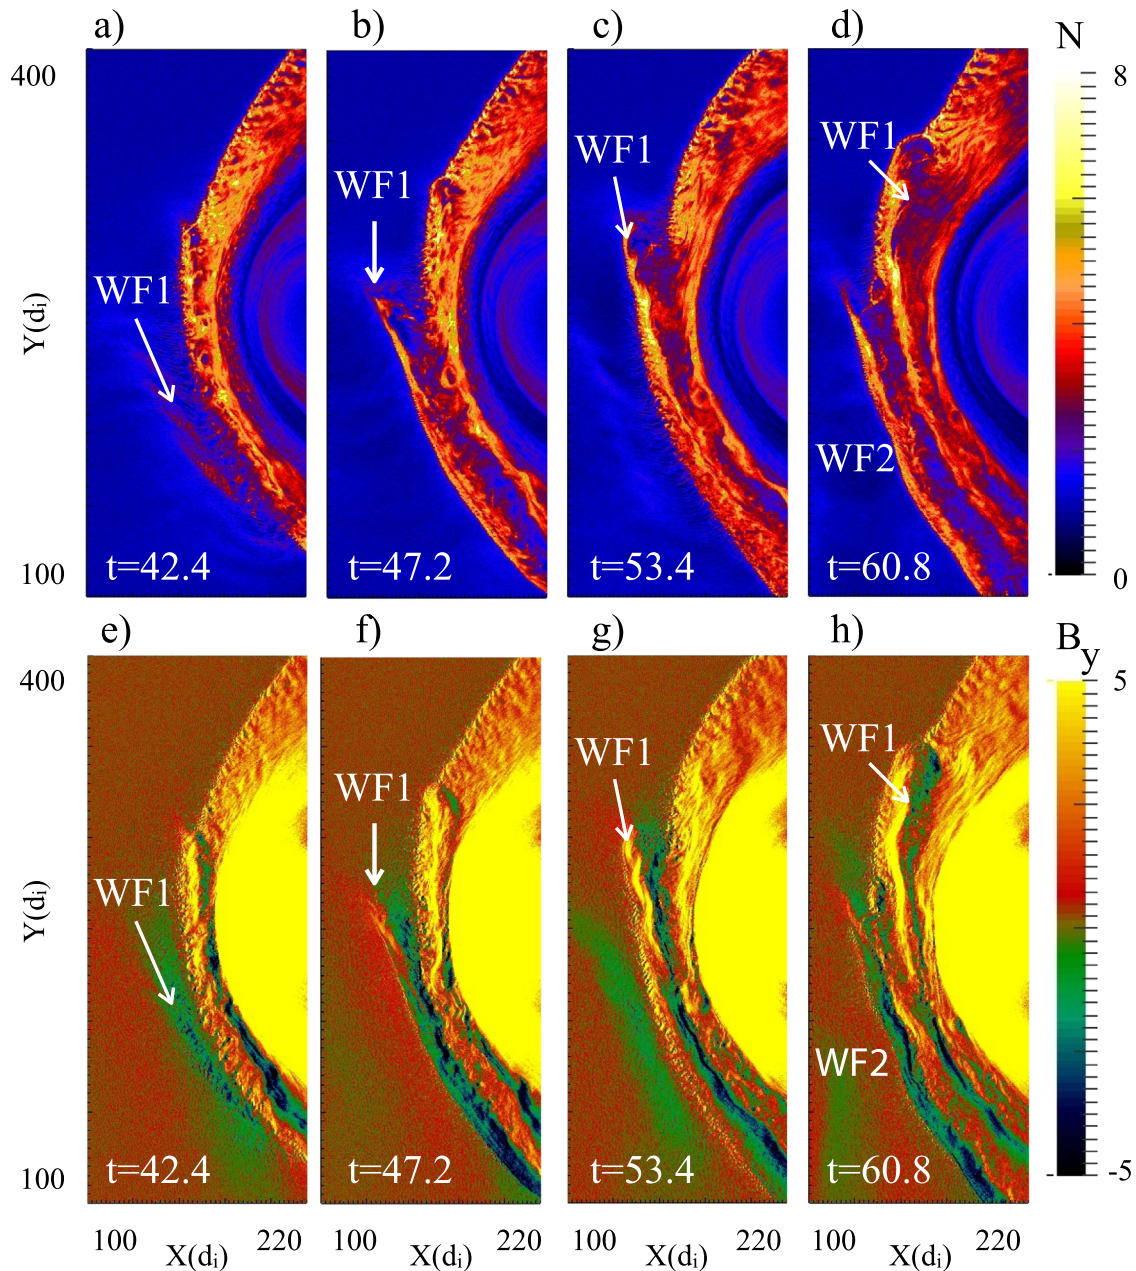 a) b) c) d) N
400 8
WF1 WF1 WF1 WF1
Y(di)
WF2
100 t=42.4 t=47.2 t=53.4 t=60.8 0
e) f) g) h) By
400 5
WF1 WF1 WF1 WF1
Y(di)
WF2
100 t=42.4 t=47.2 t=53.4 t=60.8 -5
100 220 100 220 100 220 100 220
X(di) X(di) X(di) X(di)